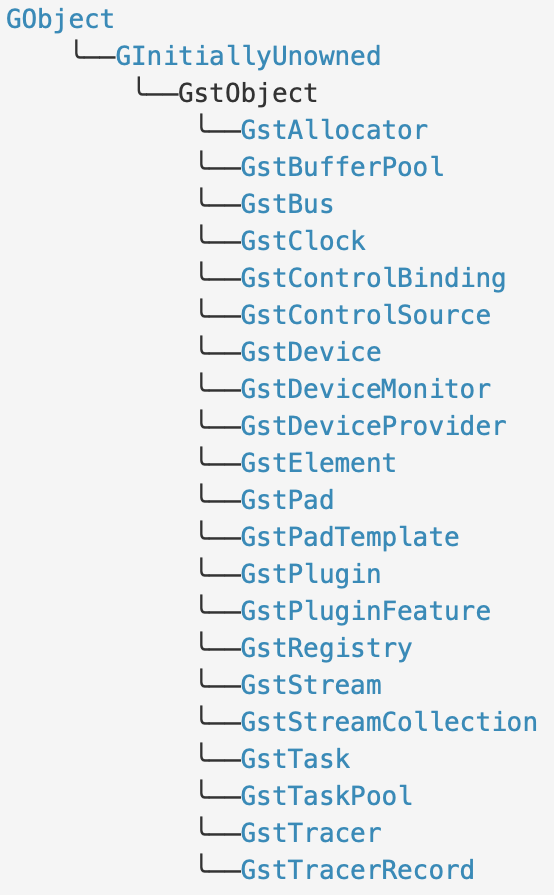 GObject
╰──GInitiallyUnowned
╰──GstObject
╰──GstAllocator
╰──GstBufferPool
╰──GstBus
╰──GstClock
╰──GstControlBinding
╰──GstControlSource
╰──GstDevice
╰──GstDeviceMonitor
╰──GstDeviceProvider
╰──GstElement
╰──GstPad
╰──GstPadTemplate
╰──GstPlugin
╰──GstPluginFeature
╰──GstRegistry
╰──GstStream
╰──GstStreamCollection
╰──GstTask
╰──GstTaskPool
╰──GstTracer
╰──GstTracerRecord